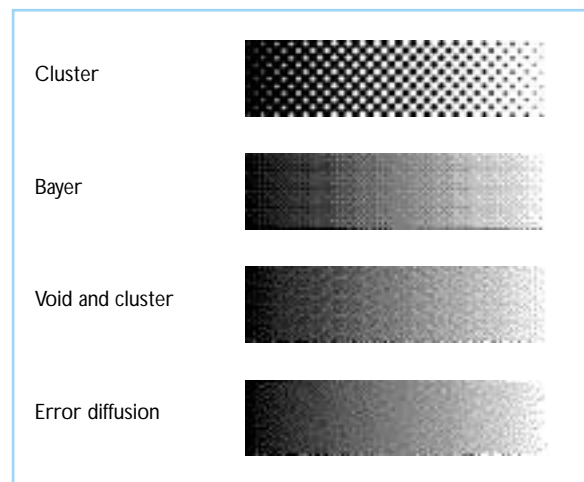 Cluster
Bayer
Void and cluster
Error diffusion